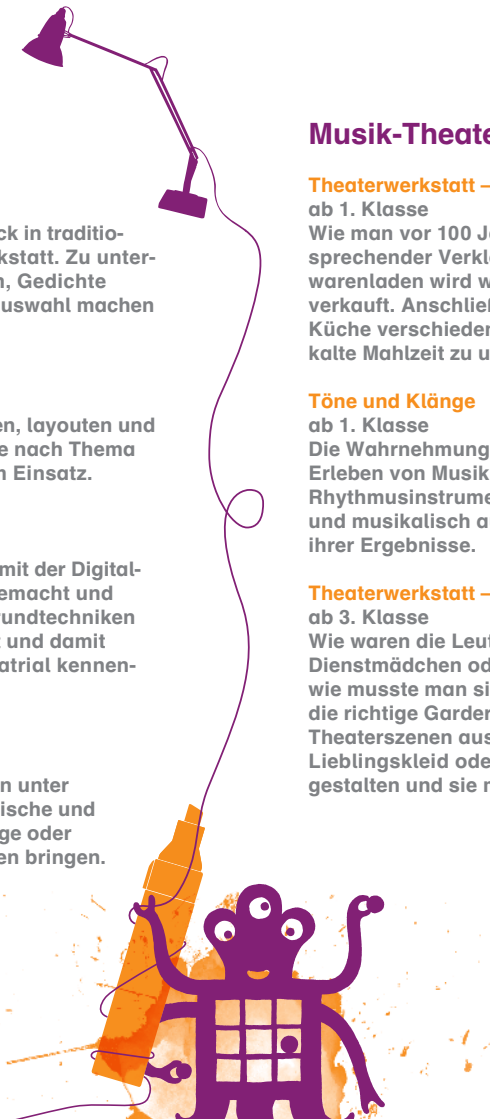 ck in traditio-
kstatt. Zu unter-
n, Gedichte
uswahl machen
en, layouten und
e nach Thema
Einsatz.
mit der Digital-
emacht und
rundtechniken
und damit
atrial kennen-
n unter
ische und
ge oder
en bringen.
Musik-Theate
Theaterwerkstatt –
ab 1. Klasse
Wie man vor 100 J
sprechender Verkl
warenladen wird w
verkauft. Anschlie
Küche verschieden
kalte Mahlzeit zu u
Töne und Klänge
ab 1. Klasse
Die Wahrnehmung
Erleben von Musik
Rhythmusinstrume
und musikalisch a
ihrer Ergebnisse.
Theaterwerkstatt –
ab 3. Klasse
Wie waren die Leut
Dienstmädchen od
wie musste man si
die richtige Garder
Theaterszenen aus
Lieblingskleid ode
gestalten und sie